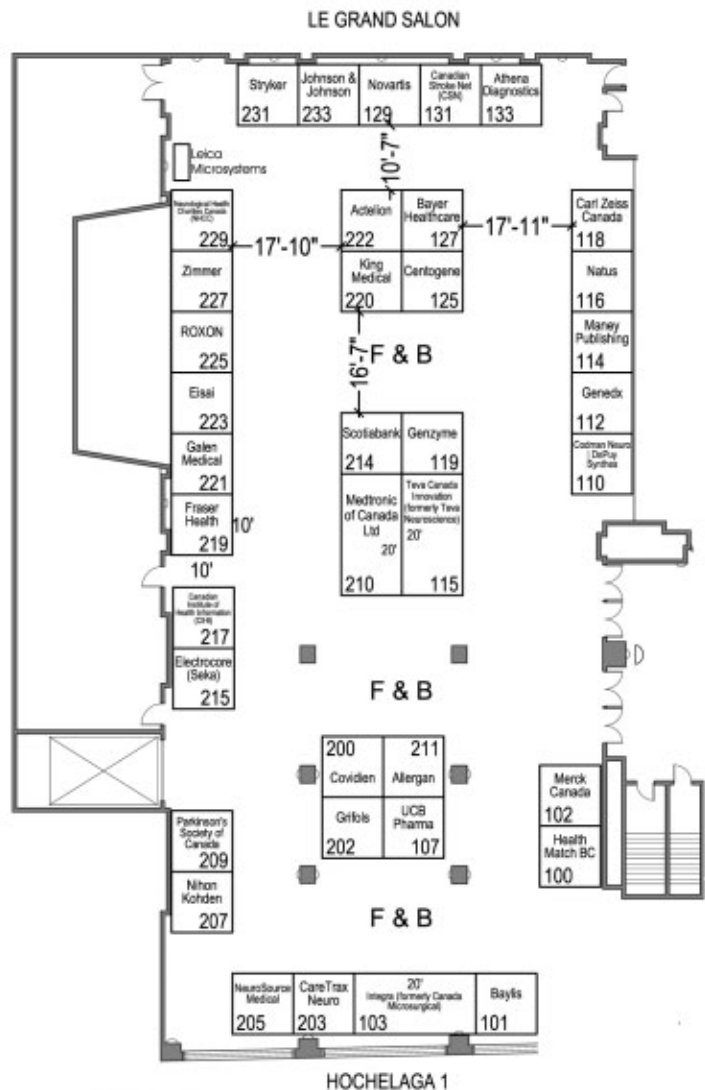 LE GRAND SALON
Stryker
231
Johnson &
Johnson
233
Novartis
129
Canadian
Stroke Net
(CSN)
131
Athena
Diagnostics
133
10'-7"
Leica
Microsystems
Neurological Health
Charities Canada
(NHCC)
229
17'-10"
Actelion
222
Bayer
Healthcare
127
17'-11"
Carl Zeiss
Canada
118
Zimmer
227
King
Medical
220
Centogene
125
Natus
116
ROXON
225
16'-7"
F & B
Maney
Publishing
114
Eisai
223
Genedx
112
Galen
Medical
221
Scotiabank
214
Genzyme
119
Codman Neuro
| DePuy
Synthes
110
Fraser
Health
219
10'
10'
Medtronic
of Canada
Ltd
20'
210
Teva Canada
Innovation
(formerly Teva
Neuroscience)
20'
115
Canadian
Institute of
Health Information
(CIHI)
217
Electrocore
(Seka)
215
F & B
200
Covidien
211
Allergan
Grifols
202
UCB
Pharma
107
Merck
Canada
102
Health
Match BC
100
Parkinson's
Society of
Canada
209
Nihon
Kohden
207
F & B
NeuroSource
Medical
205
CareTrax
Neuro
203
20'
Integra (formerly Canada
Microsurgical)
103
Baylis
101
HOCHELAGA 1